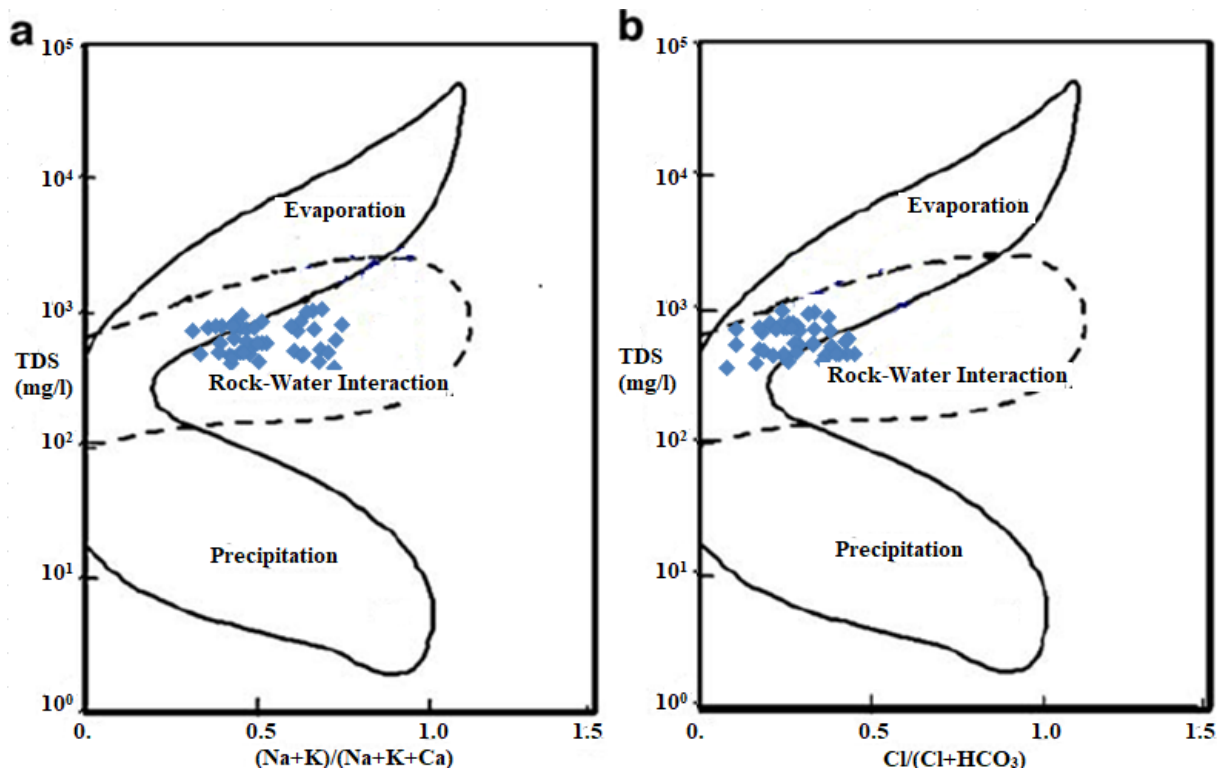 a
10⁵
10⁴
10³
TDS
(mg/l)
10²
10¹
10⁰
Evaporation
Rock-Water Interaction
Precipitation
0.
0.5
1.0
1:5
(Na+K)/(Na+K+Ca)
b
10⁵
10⁴
10³
TDS
(mg/l)
10²
10¹
10⁰
Evaporation
Rock-Water Interaction
Precipitation
0.
0.5
1.0
1:5
Cl/(Cl+HCO₃)